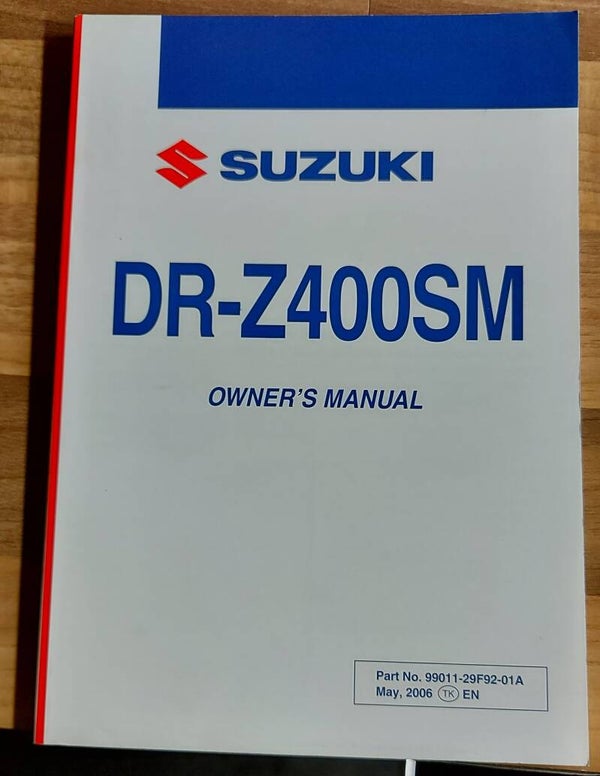 SUZUKI
DR-Z400SM
OWNER'S MANUAL
Part No. 99011-29F92-01A
May, 2006 TK EN